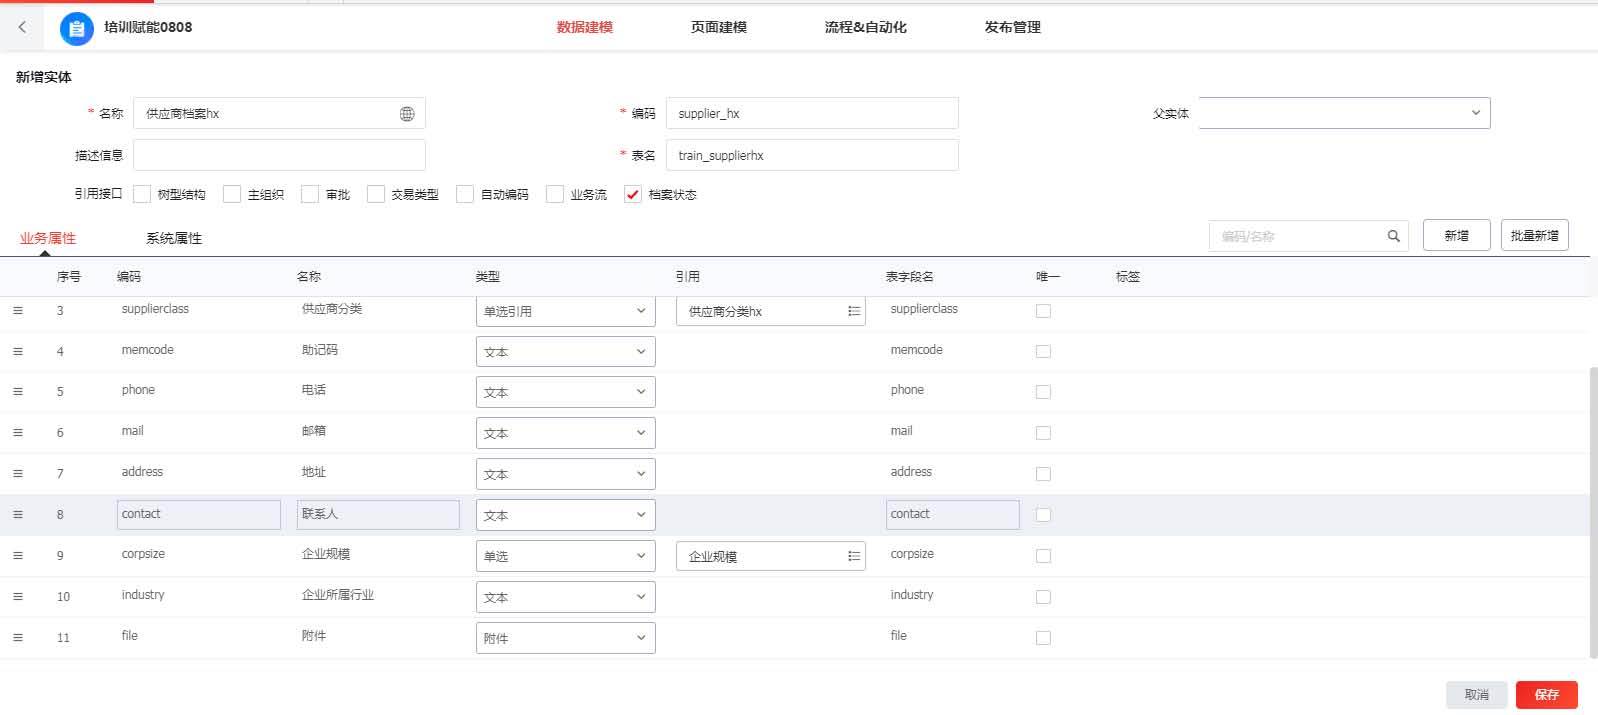 培训赋能0808 数据建模 页面建模 流程&自动化 发布管理
新增实体
* 名称 供应商档案hx * 编码 supplier_hx 父实体
描述信息 * 表名 train_supplierhx
引用接口 树型结构 主组织 审批 交易类型 自动编码 业务流 档案状态
业务属性 系统属性 编码/名称 新增 批量新增
序号 编码 名称 类型 引用 表字段名 唯一 标签
3 supplierclass 供应商分类 单选引用 供应商分类hx supplierclass
4 memcode 助记码 文本 memcode
5 phone 电话 文本 phone
6 mail 邮箱 文本 mail
7 address 地址 文本 address
8 contact 联系人 文本 contact
9 corpsize 企业规模 单选 企业规模 corpsize
10 industry 企业所属行业 文本 industry
11 file 附件 附件 file
取消 保存